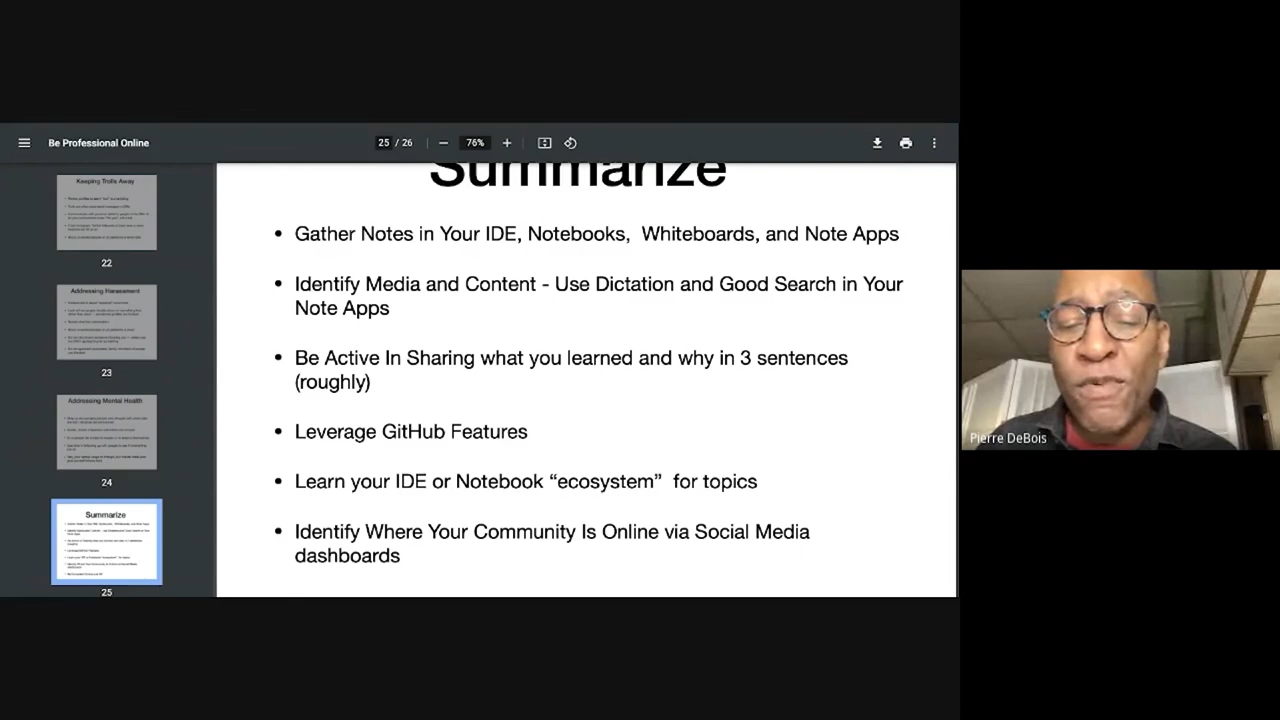 Be Professional Online
25 / 26
76%
Keeping Trolls Away
22
Addressing Harassment
23
Addressing Mental Health
24
Summarize
25
Summarize
• Gather Notes in Your IDE, Notebooks, Whiteboards, and Note Apps
• Identify Media and Content - Use Dictation and Good Search in Your
Note Apps
• Be Active In Sharing what you learned and why in 3 sentences
(roughly)
• Leverage GitHub Features
• Learn your IDE or Notebook “ecosystem” for topics
• Identify Where Your Community Is Online via Social Media
dashboards
Pierre DeBois